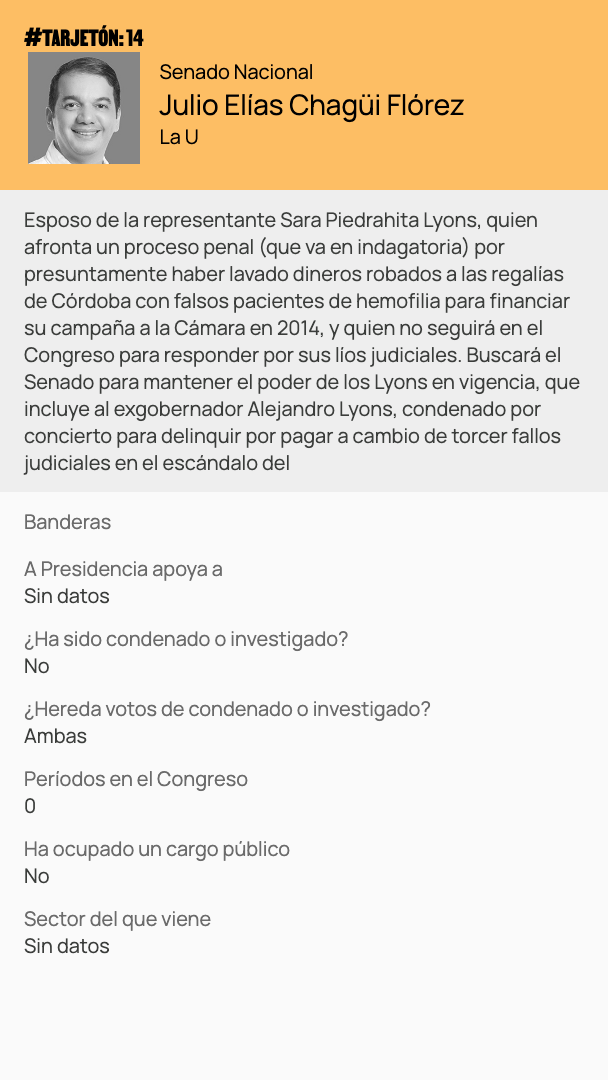 #TARJETÓN: 14
Senado Nacional
Julio Elías Chagüi Flórez
La U
Esposo de la representante Sara Piedrahita Lyons, quien
afronta un proceso penal (que va en indagatoria) por
presuntamente haber lavado dineros robados a las regalías
de Córdoba con falsos pacientes de hemofilia para financiar
su campaña a la Cámara en 2014, y quien no seguirá en el
Congreso para responder por sus líos judiciales. Buscará el
Senado para mantener el poder de los Lyons en vigencia, que
incluye al exgobernador Alejandro Lyons, condenado por
concierto para delinquir por pagar a cambio de torcer fallos
judiciales en el escándalo del
Banderas
A Presidencia apoya a
Sin datos
¿Ha sido condenado o investigado?
No
¿Hereda votos de condenado o investigado?
Ambas
Períodos en el Congreso
0
Ha ocupado un cargo público
No
Sector del que viene
Sin datos